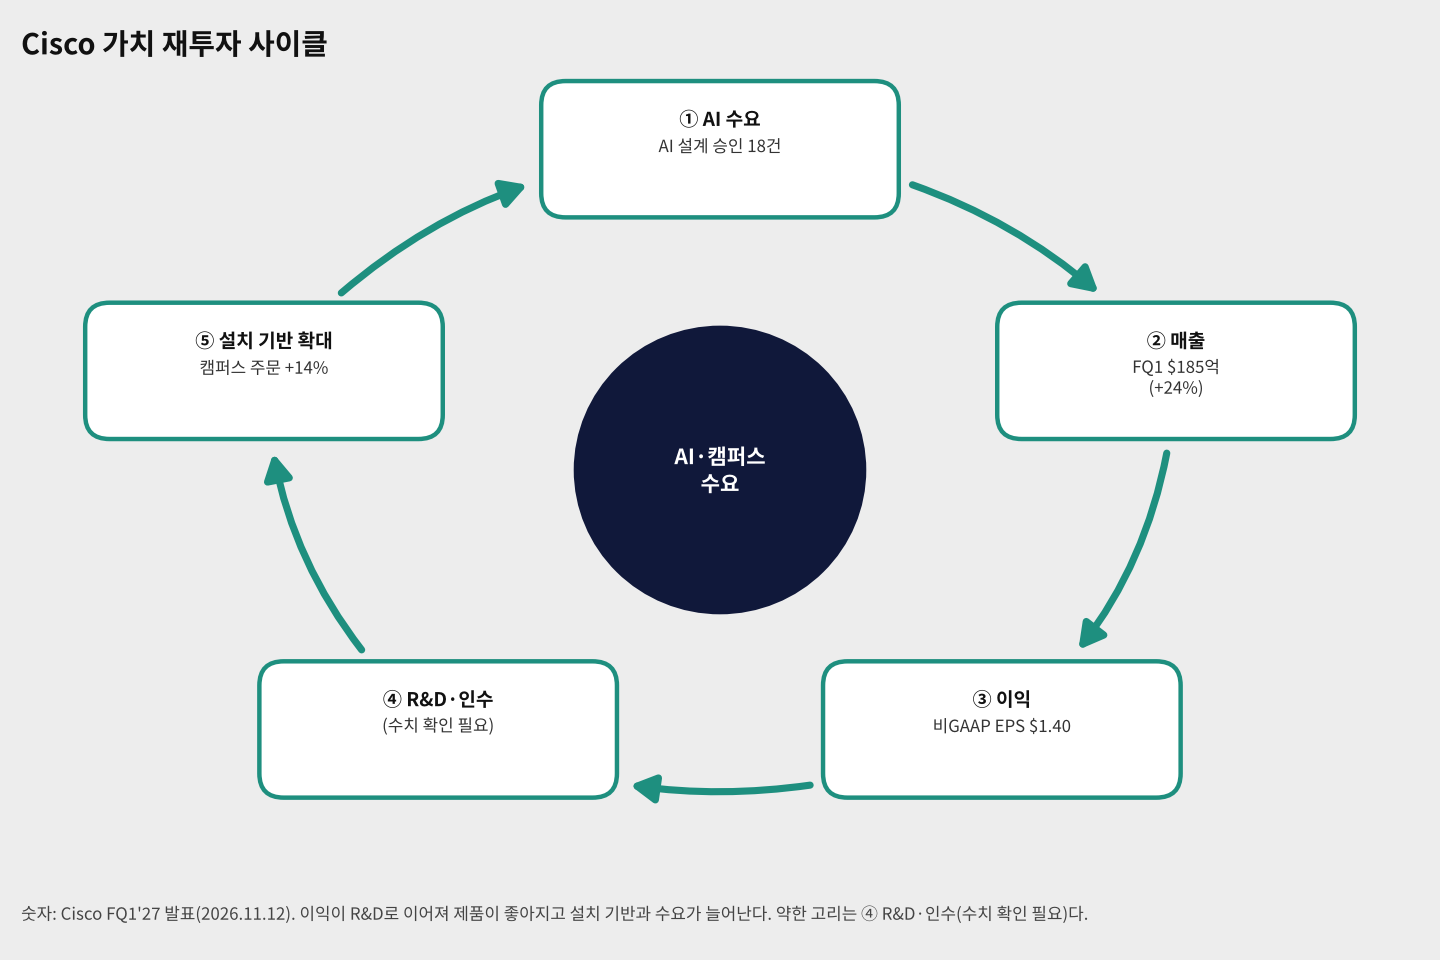 Cisco 가치 재투자 사이클
① AI 수요
AI 설계 승인 18건
⑤ 설치 기반 확대
캠퍼스 주문 +14%
② 매출
FQ1 $185억
(+24%)
AI·캠퍼스
수요
④ R&D·인수
(수치 확인 필요)
③ 이익
비GAAP EPS $1.40
숫자: Cisco FQ1'27 발표(2026.11.12). 이익이 R&D로 이어져 제품이 좋아지고 설치 기반과 수요가 늘어난다. 약한 고리는 ④ R&D·인수(수치 확인 필요)다.